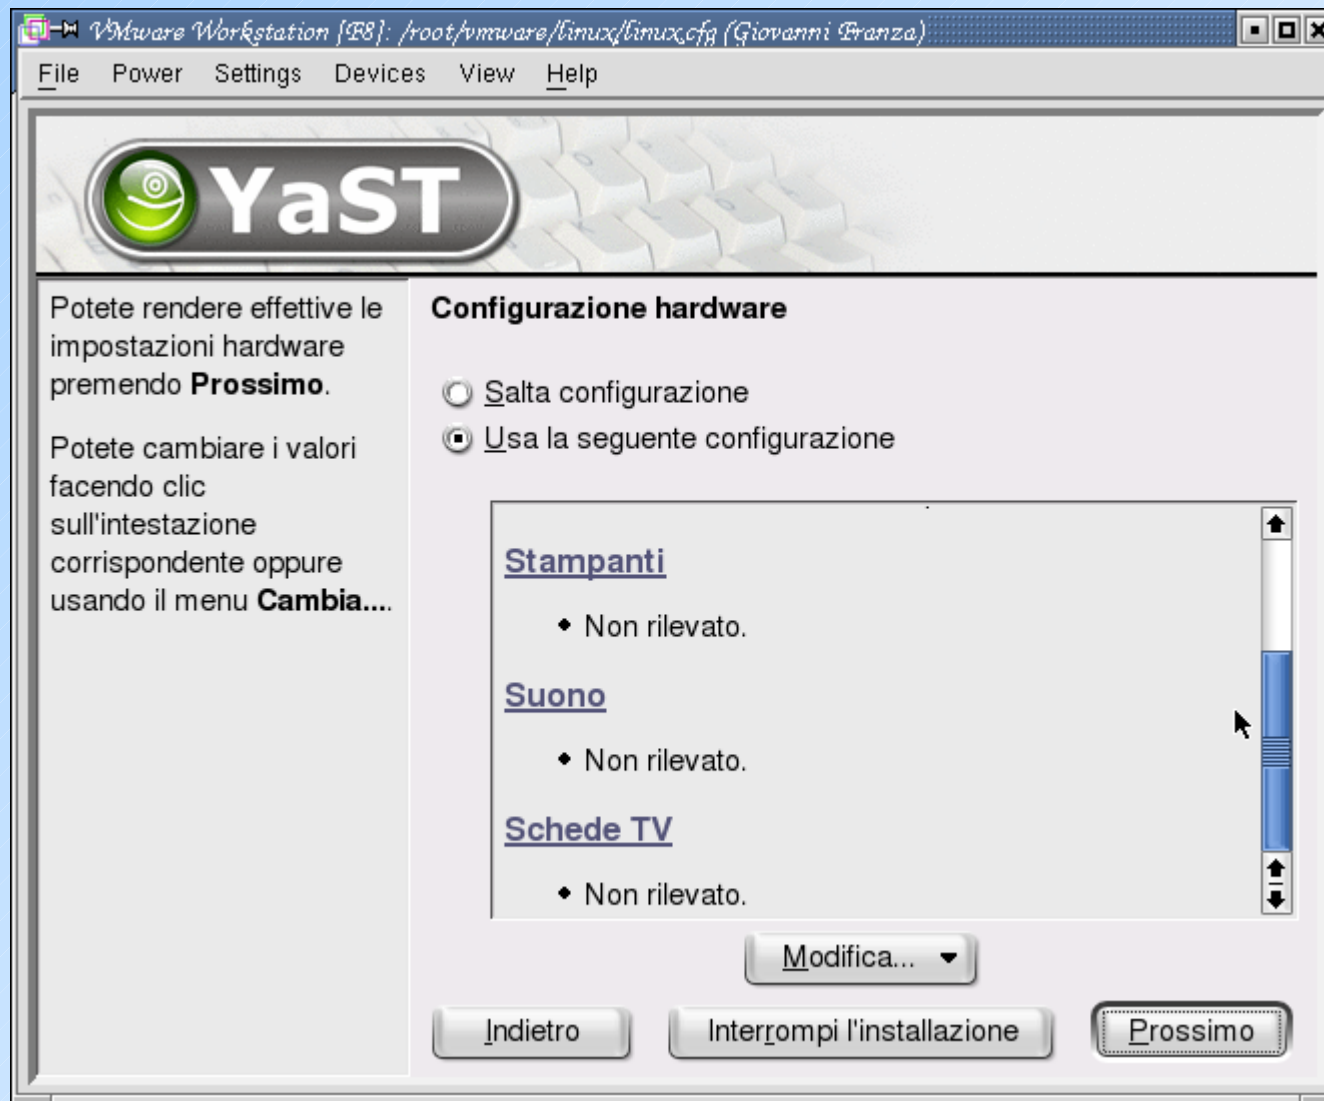 VMware Workstation [F8]: /root/vmware/linux/linux.cfg (Giovanni Franza)
File Power Settings Devices View Help
YaST
Potete rendere effettive le
impostazioni hardware
premendo Prossimo.
Potete cambiare i valori
facendo clic
sull'intestazione
corrispondente oppure
usando il menu Cambia....
Configurazione hardware
Salta configurazione
Usa la seguente configurazione
Stampanti
• Non rilevato.
Suono
• Non rilevato.
Schede TV
• Non rilevato.
Modifica...
Indietro
Interrompi l'installazione
Prossimo